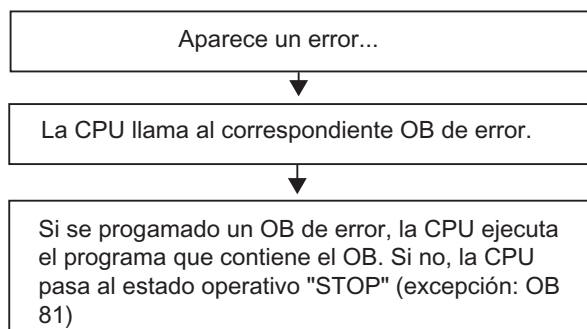 Aparece un error...
La CPU llama al correspondiente OB de error.
Si se progamado un OB de error, la CPU ejecuta
el programa que contiene el OB. Si no, la CPU
pasa al estado operativo "STOP" (excepción: OB
81)